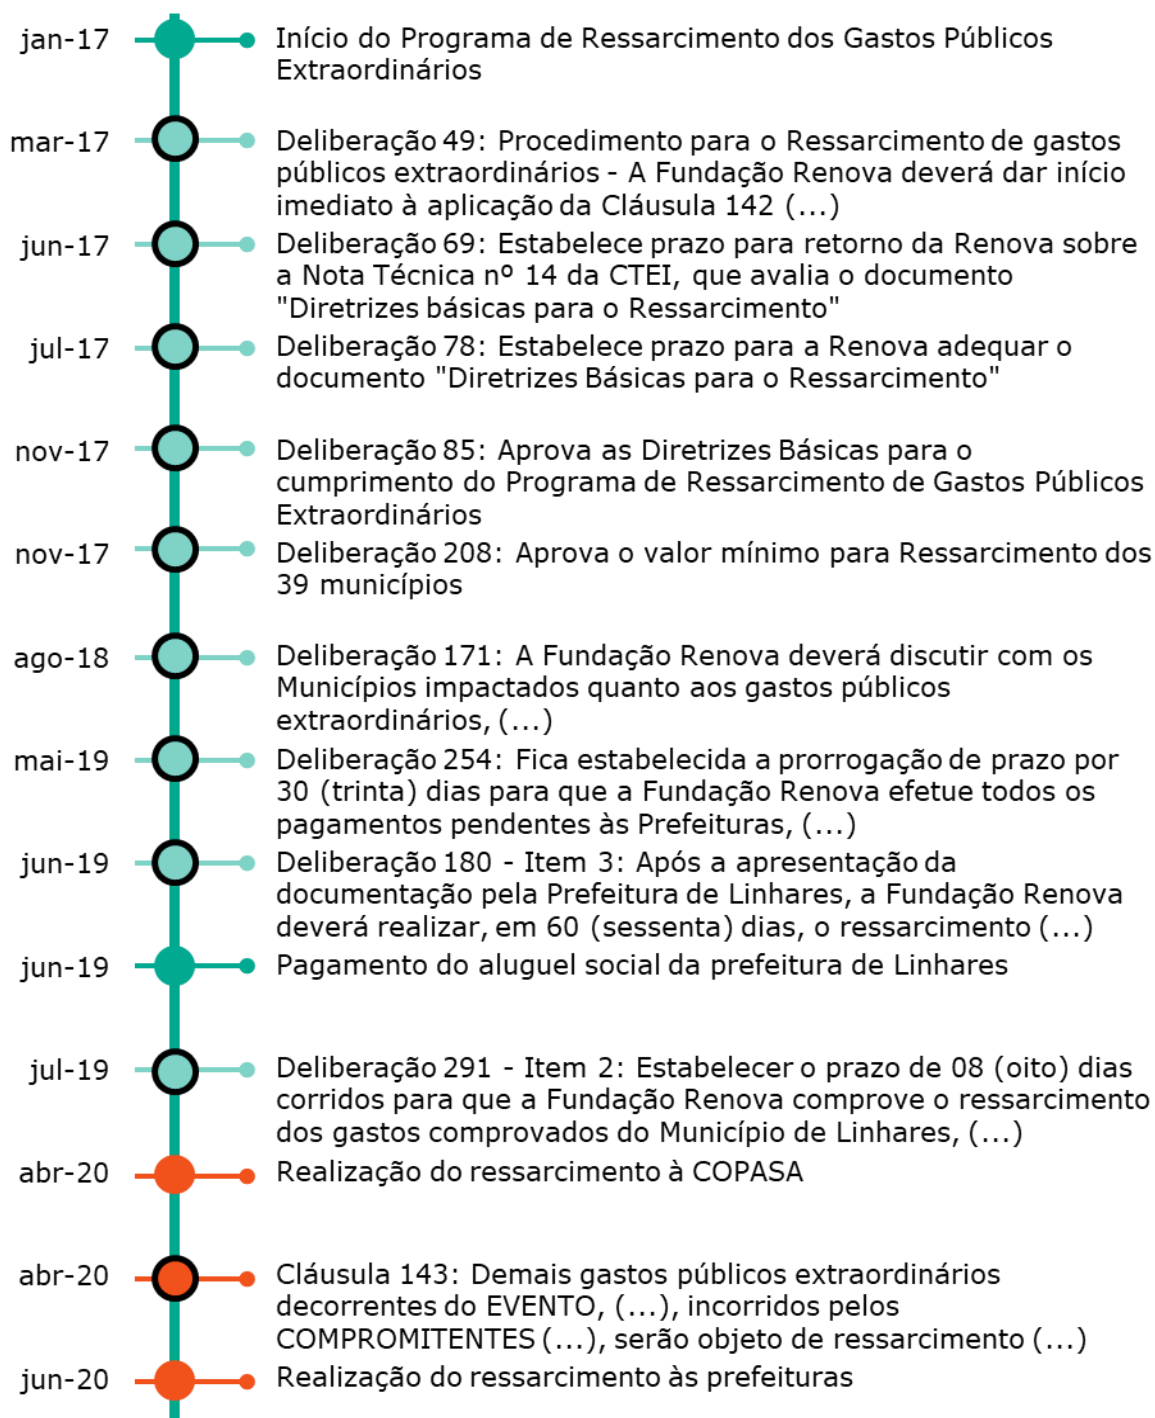 jan-17
Início do Programa de Ressarcimento dos Gastos Públicos
Extraordinários
mar-17
Deliberação 49: Procedimento para o Ressarcimento de gastos
públicos extraordinários - A Fundação Renova deverá dar início
imediato à aplicação da Cláusula 142 (...)
jun-17
Deliberação 69: Estabelece prazo para retorno da Renova sobre
a Nota Técnica nº 14 da CTEI, que avalia o documento
"Diretrizes básicas para o Ressarcimento"
jul-17
Deliberação 78: Estabelece prazo para a Renova adequar o
documento "Diretrizes Básicas para o Ressarcimento"
nov-17
Deliberação 85: Aprova as Diretrizes Básicas para o
cumprimento do Programa de Ressarcimento de Gastos Públicos
Extraordinários
nov-17
Deliberação 208: Aprova o valor mínimo para Ressarcimento dos
39 municípios
ago-18
Deliberação 171: A Fundação Renova deverá discutir com os
Municípios impactados quanto aos gastos públicos
extraordinários, (...)
mai-19
Deliberação 254: Fica estabelecida a prorrogação de prazo por
30 (trinta) dias para que a Fundação Renova efetue todos os
pagamentos pendentes às Prefeituras, (...)
jun-19
Deliberação 180 - Item 3: Após a apresentação da
documentação pela Prefeitura de Linhares, a Fundação Renova
deverá realizar, em 60 (sessenta) dias, o ressarcimento (...)
jun-19
Pagamento do aluguel social da prefeitura de Linhares
jul-19
Deliberação 291 - Item 2: Estabelecer o prazo de 08 (oito) dias
corridos para que a Fundação Renova comprove o ressarcimento
dos gastos comprovados do Município de Linhares, (...)
abr-20
Realização do ressarcimento à COPASA
abr-20
Cláusula 143: Demais gastos públicos extraordinários
decorrentes do EVENTO, (...), incorridos pelos
COMPROMITENTES (...), serão objeto de ressarcimento (...)
jun-20
Realização do ressarcimento às prefeituras